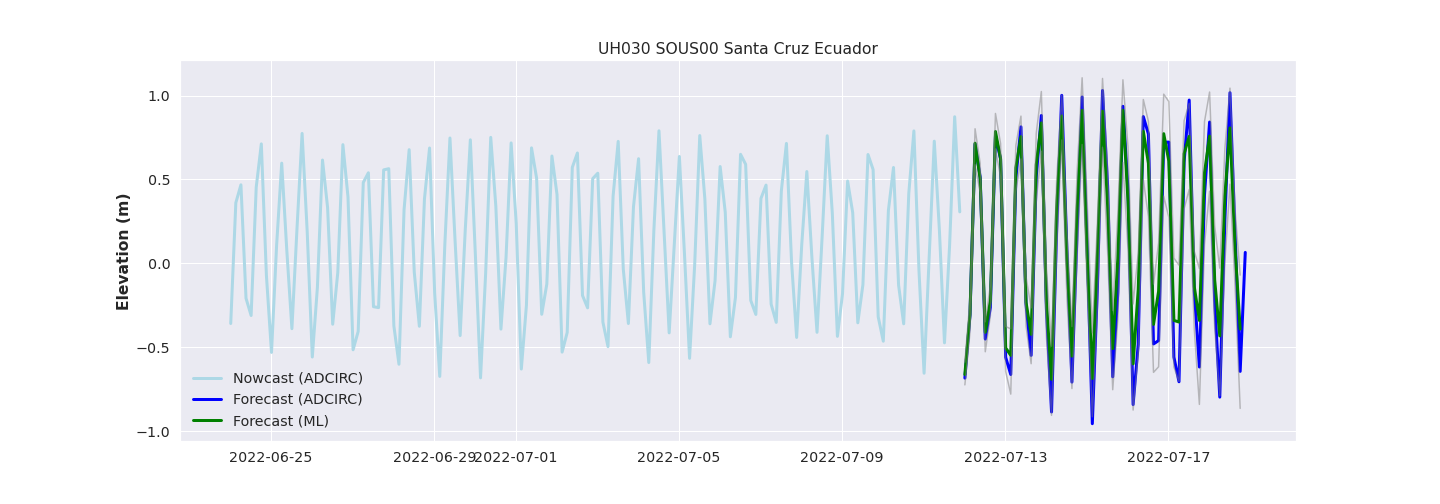 UH030 SOUS00 Santa Cruz Ecuador
Elevation (m)
1.0
0.5
0.0
−0.5
−1.0
Nowcast (ADCIRC)
Forecast (ADCIRC)
Forecast (ML)
2022-06-25 2022-06-29 2022-07-01 2022-07-05 2022-07-09 2022-07-13 2022-07-17